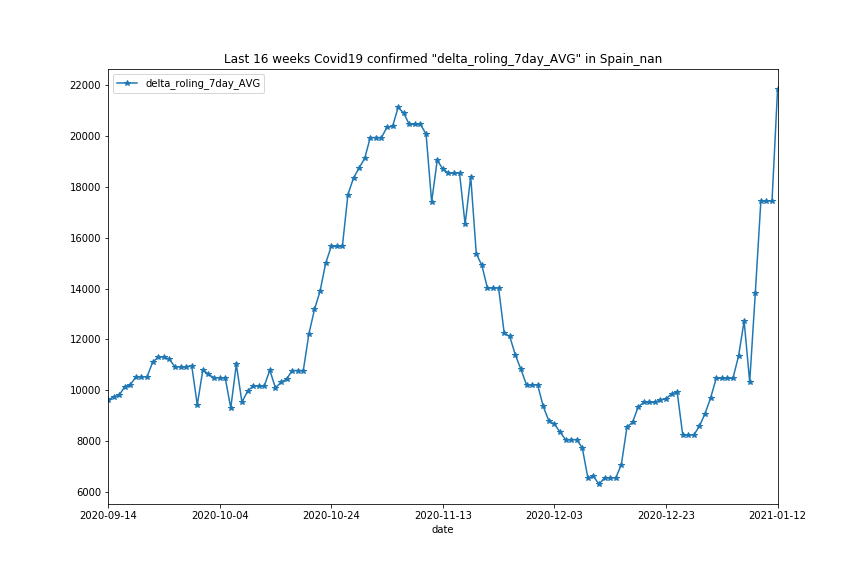 Last 16 weeks Covid19 confirmed "delta_roling_7day_AVG" in Spain_nan
delta_roling_7day_AVG
22000
20000
18000
16000
14000
12000
10000
8000
6000
2020-09-14 2020-10-04 2020-10-24 2020-11-13 2020-12-03 2020-12-23 2021-01-12
date